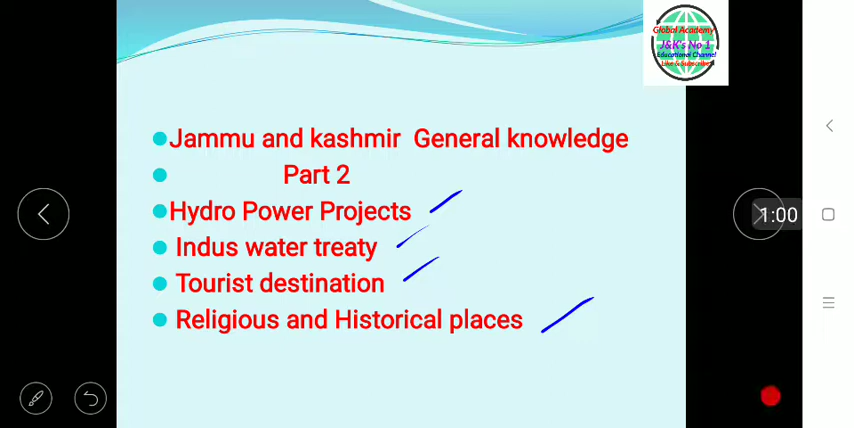 Global Academy
J&K's No 1
Educational Channel
Like & Subscribe
Jammu and kashmir General knowledge
Part 2
Hydro Power Projects
Indus water treaty
Tourist destination
Religious and Historical places
1:00